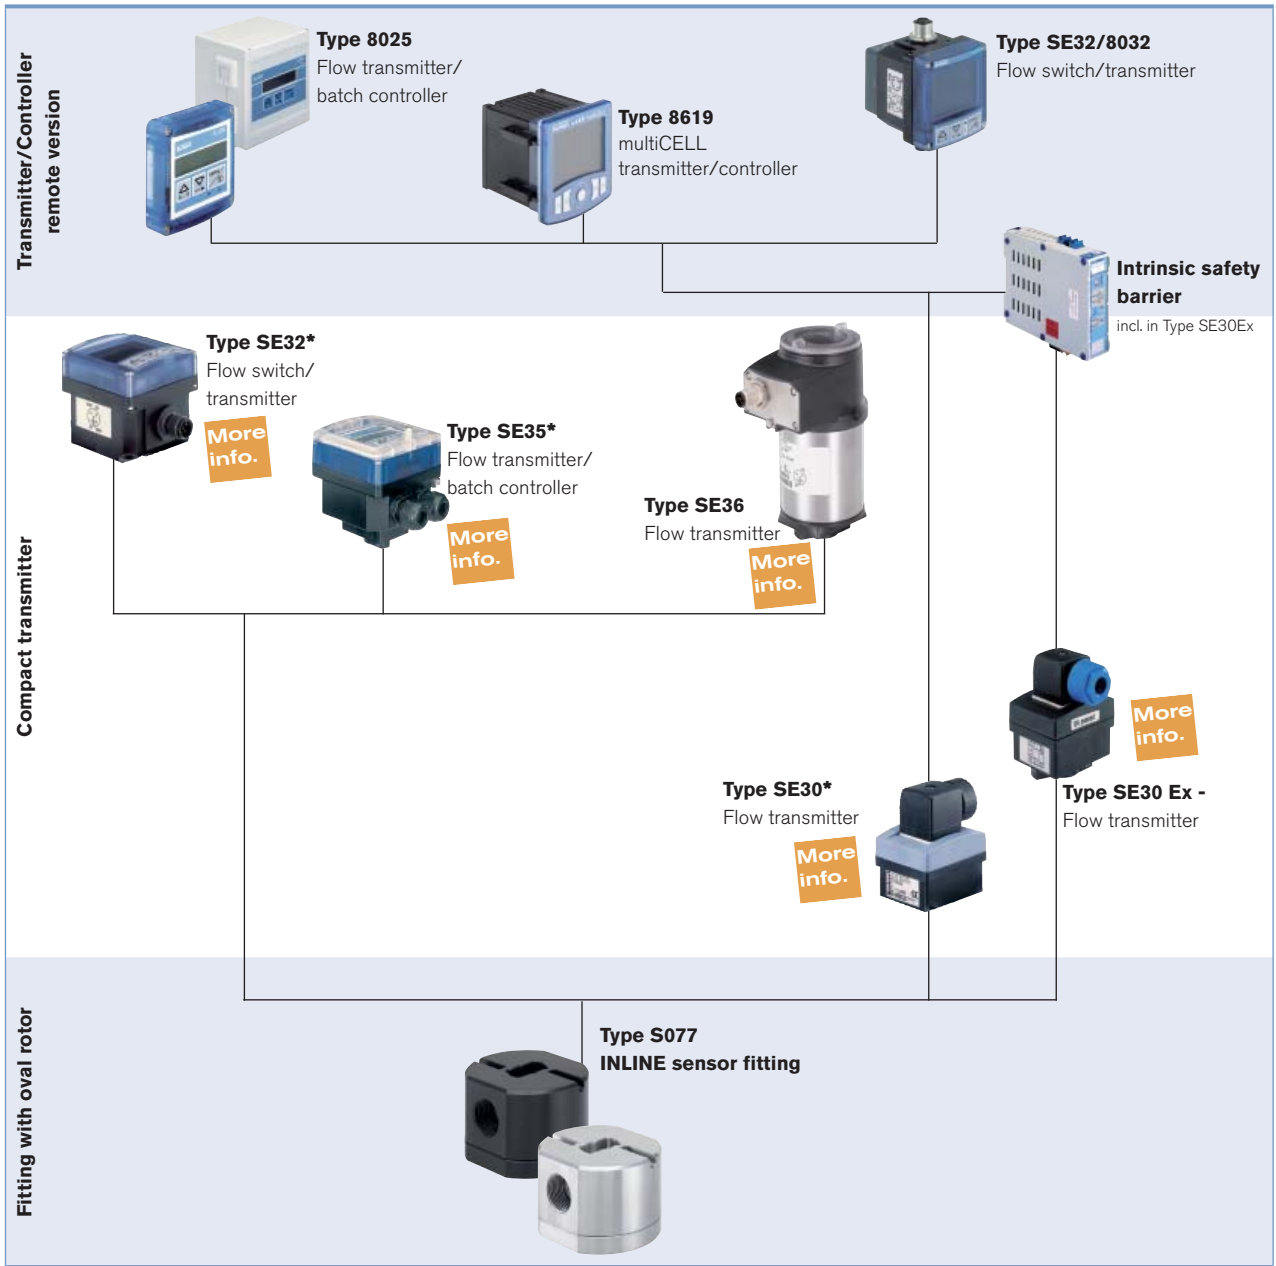 Transmitter/Controller
remote version
Type 8025
Flow transmitter/
batch controller
Type 8619
multiCELL
transmitter/controller
Type SE32/8032
Flow switch/transmitter
Intrinsic safety
barrier
incl. in Type SE30Ex
Compact transmitter
Type SE32*
Flow switch/
transmitter
More
info.
Type SE35*
Flow transmitter/
batch controller
More
info.
Type SE36
Flow transmitter
More
info.
More
info.
Type SE30 Ex -
Flow transmitter
Type SE30*
Flow transmitter
More
info.
Fitting with oval rotor
Type S077
INLINE sensor fitting